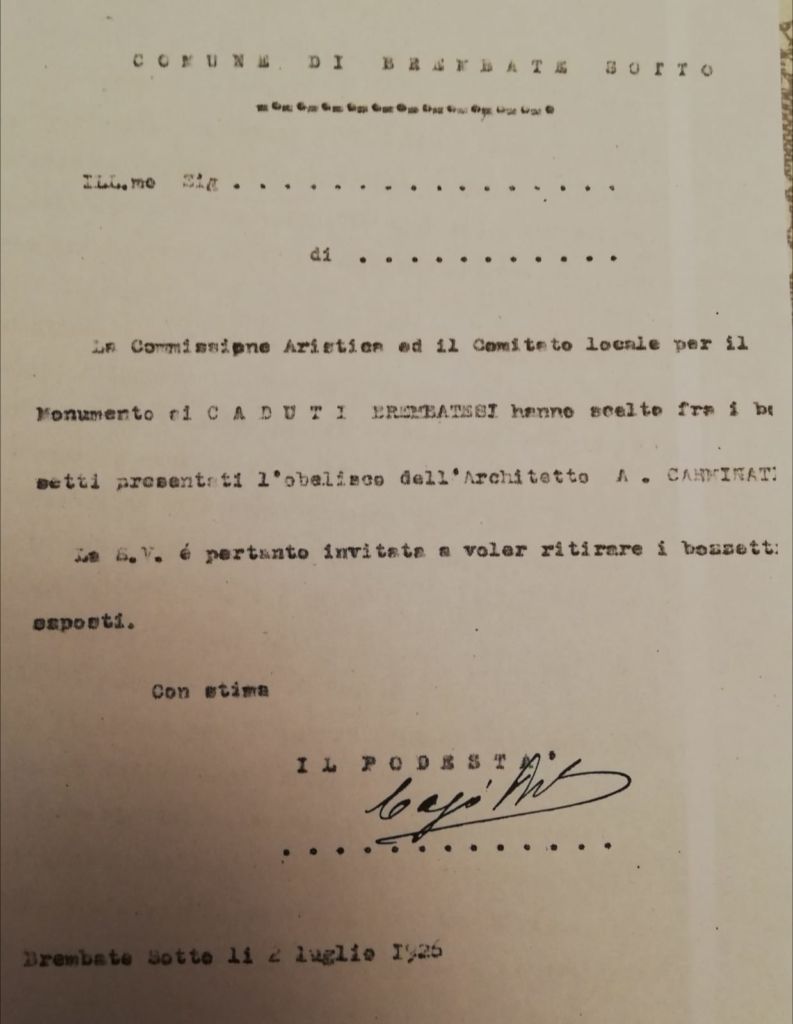 COMUNE DI BREMBATE SOTTO
ILL.mo Sig . . . . . . . . . . . . . . . .
di . . . . . . . . . . .
La Commissione Aristica ed il Comitato locale per il
Monumento ai C A D U T I BREMBATESI hanno scelto fra i bo
setti presentati l'obelisco dell'Architetto A . CARMINATI
La S.V. é pertanto invitata a voler ritirare i bozzetti
esposti.
Con stima
IL PODESTA'
. . . . . . . . . . . . .
Brembate Sotto li 2 luglio 1926